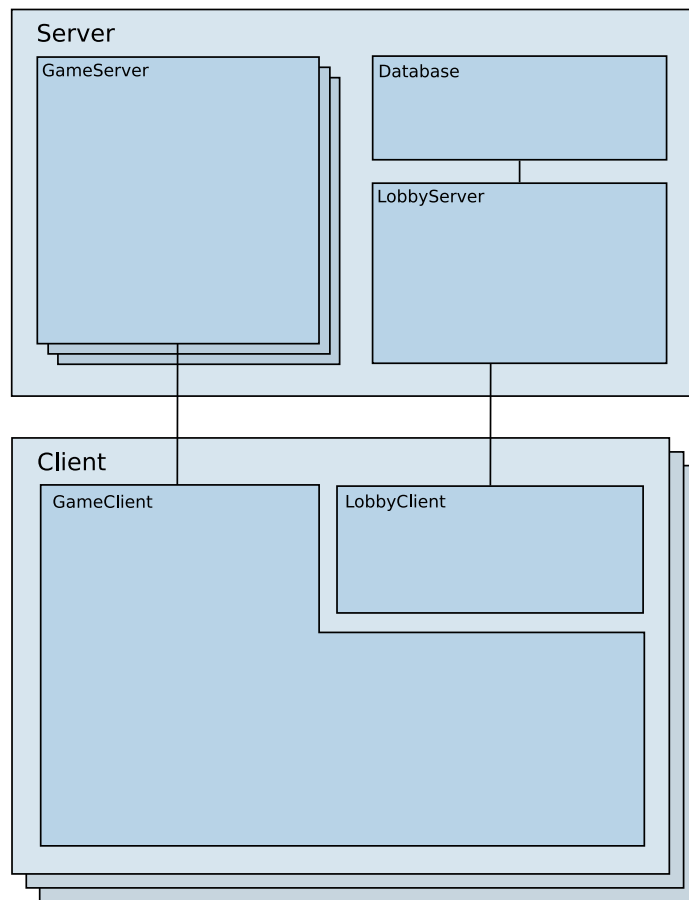 Server
GameServer
Database
LobbyServer
Client
GameClient
LobbyClient